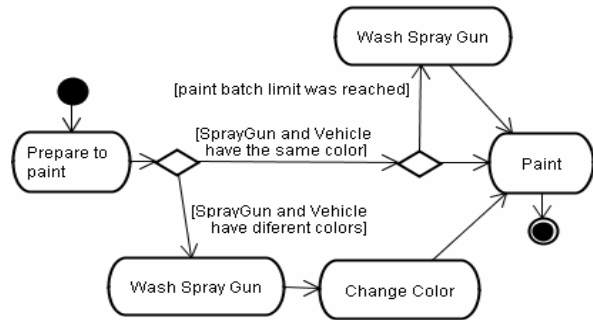 Wash Spray Gun
[paint batch limit was reached]
[SprayGun and Vehicle
have the same color]
Prepare to
paint
Paint
[SprayGun and Vehicle
have diferent colors]
Wash Spray Gun
Change Color